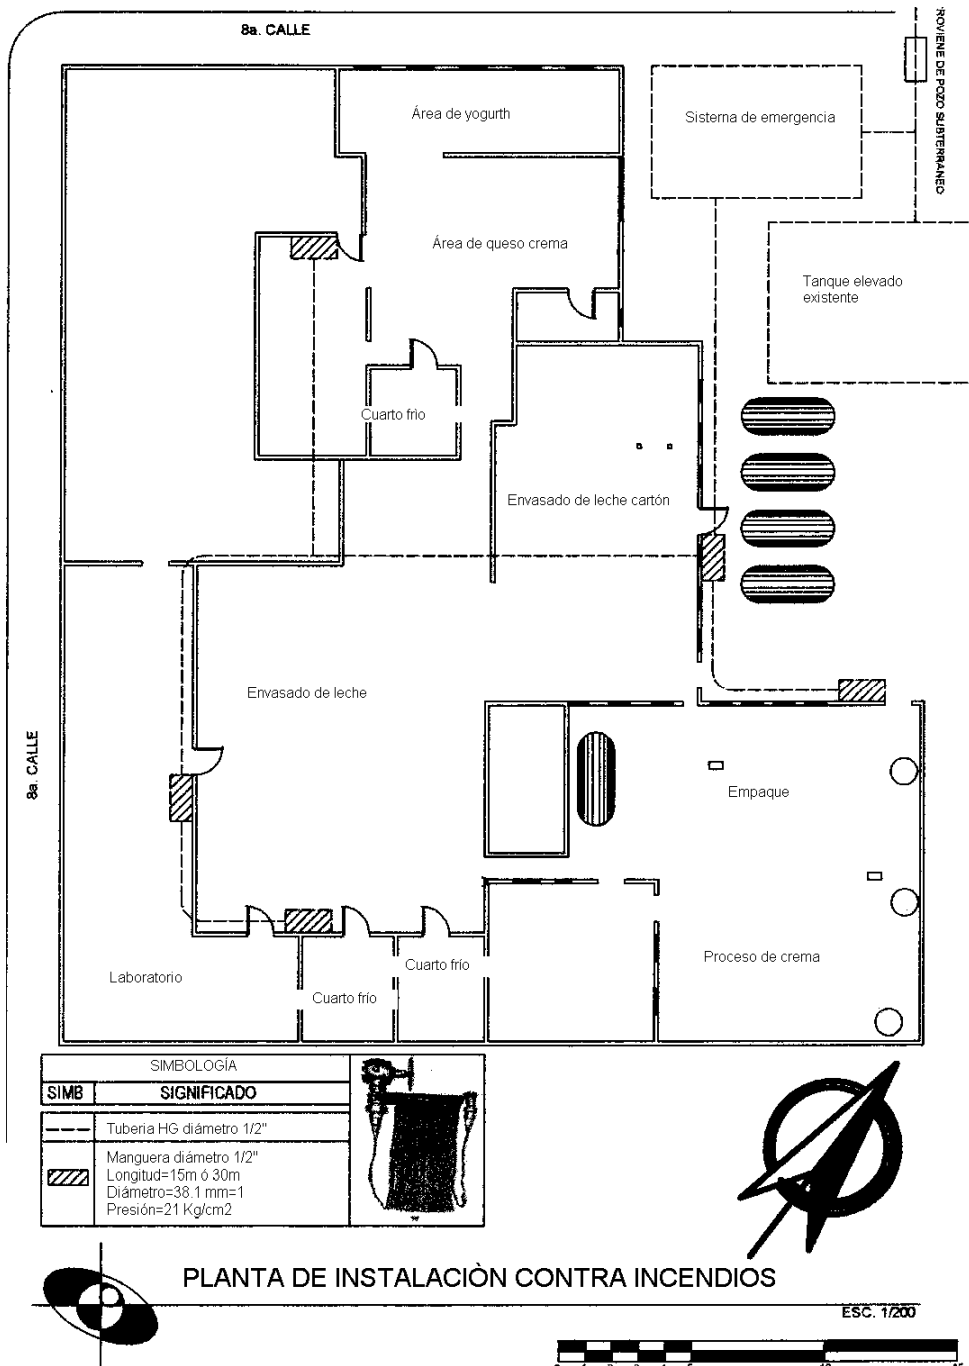 8a. CALLE
ROVIENE DE POZO SUBTERRANEO
Área de yogurth
Sisterna de emergencia
Área de queso crema
Tanque elevado
existente
Cuarto frio
Envasado de leche cartón
Envasado de leche
8a. CALLE
Empaque
Proceso de crema
Cuarto frío
Laboratorio
Cuarto frío
SIMBOLOGÍA
SIMB SIGNIFICADO
Tuberia HG diámetro 1/2"
Manguera diámetro 1/2"
Longitud=15m ó 30m
Diámetro=38.1 mm=1
Presión=21 Kg/cm2
PLANTA DE INSTALACIÒN CONTRA INCENDIOS
ESC. 1/200